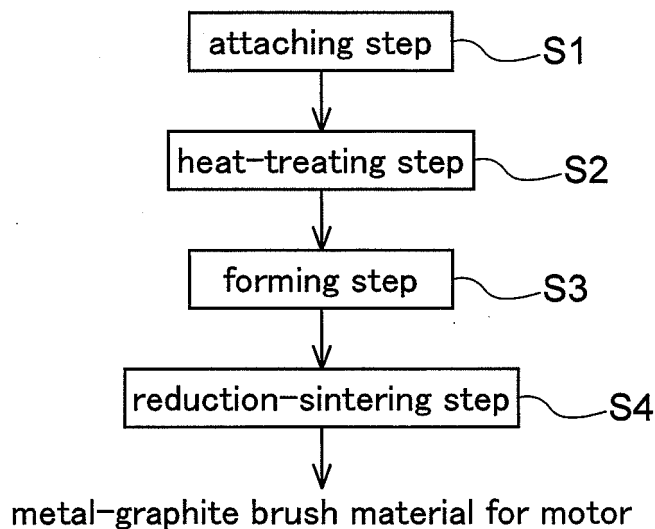 attaching step S1
heat-treating step S2
forming step S3
reduction-sintering step S4
metal-graphite brush material for motor